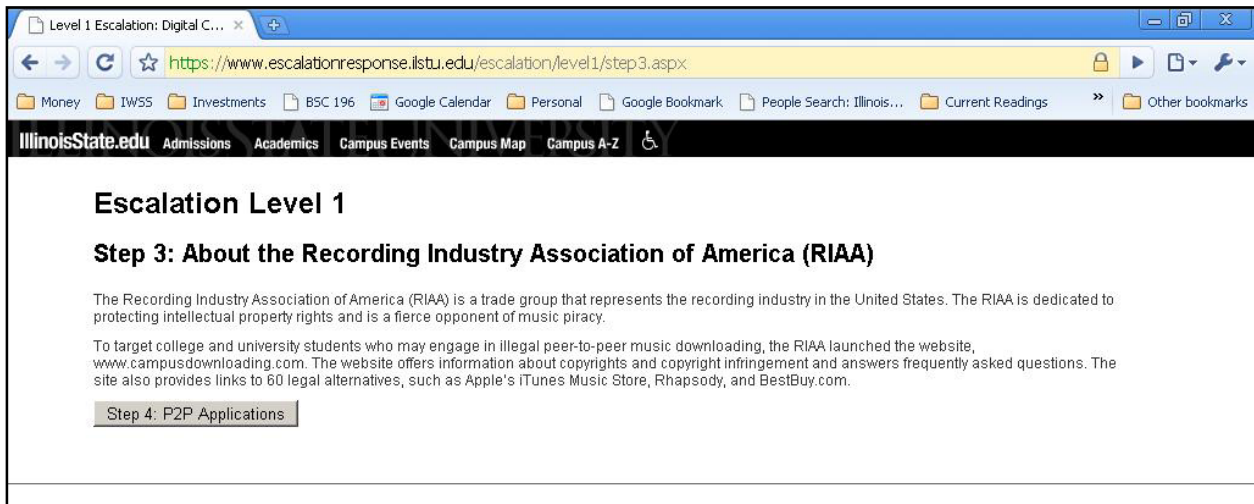 Level 1 Escalation: Digital C...
https://www.escalationresponse.ilstu.edu/escalation/level1/step3.aspx
Money IWSS Investments BSC 196 Google Calendar Personal Google Bookmark People Search: Illinois... Current Readings » Other bookmarks
ILLINOIS STATE UNIVERSITY
IllinoisState.edu Admissions Academics Campus Events Campus Map Campus A-Z
Escalation Level 1
Step 3: About the Recording Industry Association of America (RIAA)
The Recording Industry Association of America (RIAA) is a trade group that represents the recording industry in the United States. The RIAA is dedicated to
protecting intellectual property rights and is a fierce opponent of music piracy.
To target college and university students who may engage in illegal peer-to-peer music downloading, the RIAA launched the website,
www.campusdownloading.com. The website offers information about copyrights and copyright infringement and answers frequently asked questions. The
site also provides links to 60 legal alternatives, such as Apple's iTunes Music Store, Rhapsody, and BestBuy.com.
Step 4: P2P Applications